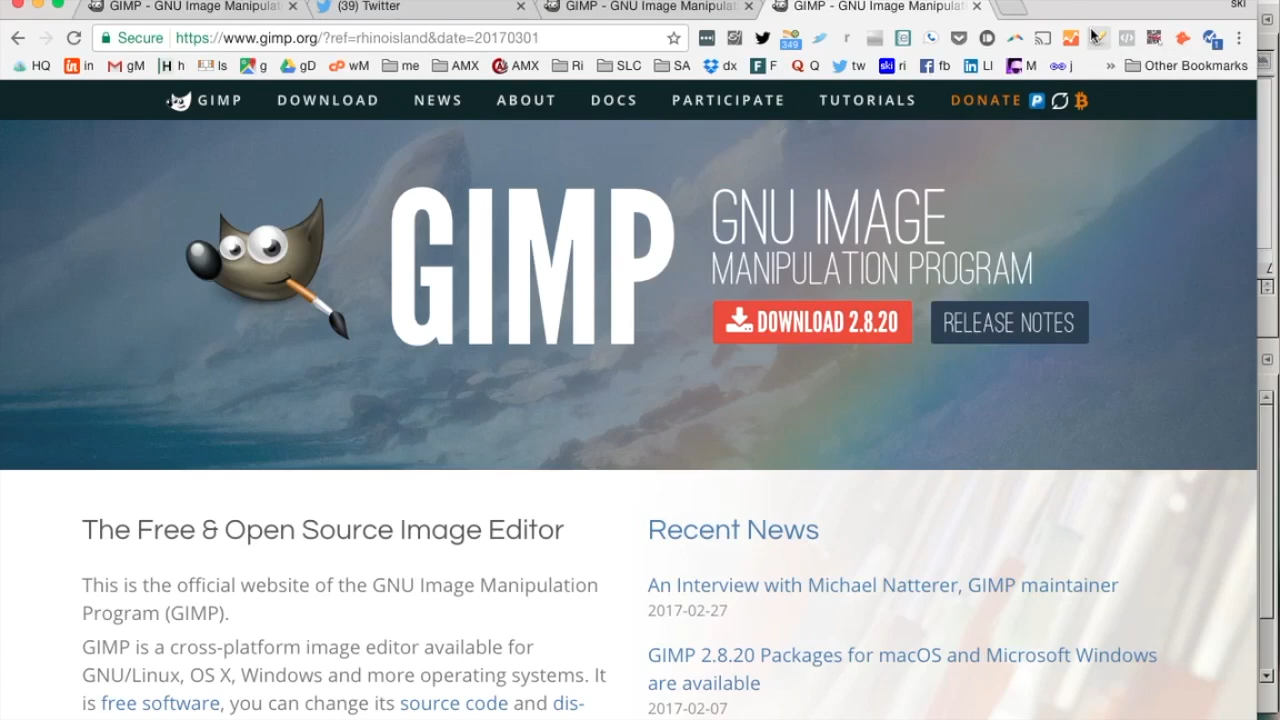 GIMP - GNU Image Manipulat (39) Twitter GIMP - GNU Image Manipulat GIMP - GNU Image Manipulat ski
Secure https://www.gimp.org/?ref=rhinoisland&date=20170301 349 r 1
HQ in gM h ls g gD wM me AMX AMX Ri SLC SA dx F Q tw ri fb LI M j » Other Bookmarks
GIMP DOWNLOAD NEWS ABOUT DOCS PARTICIPATE TUTORIALS DONATE
GIMP
GNU IMAGE
MANIPULATION PROGRAM
DOWNLOAD 2.8.20 RELEASE NOTES
The Free & Open Source Image Editor
This is the official website of the GNU Image Manipulation
Program (GIMP).
GIMP is a cross-platform image editor available for
GNU/Linux, OS X, Windows and more operating systems. It
is free software, you can change its source code and dis-
Recent News
An Interview with Michael Natterer, GIMP maintainer
2017-02-27
GIMP 2.8.20 Packages for macOS and Microsoft Windows
are available
2017-02-07